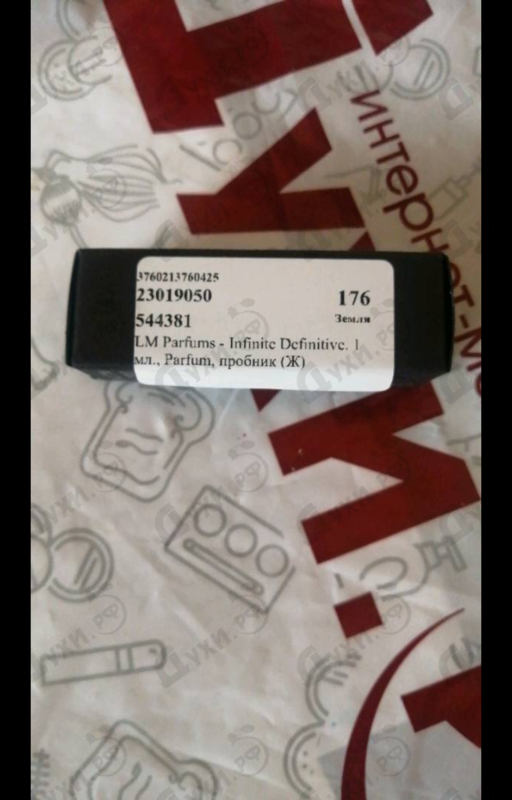 интернет-м
3760213760425
23019050
176
544381
Земля
LM Parfums - Infinite Definitive. 1
мл., Parfum, пробник (Ж)
Духи.РФ